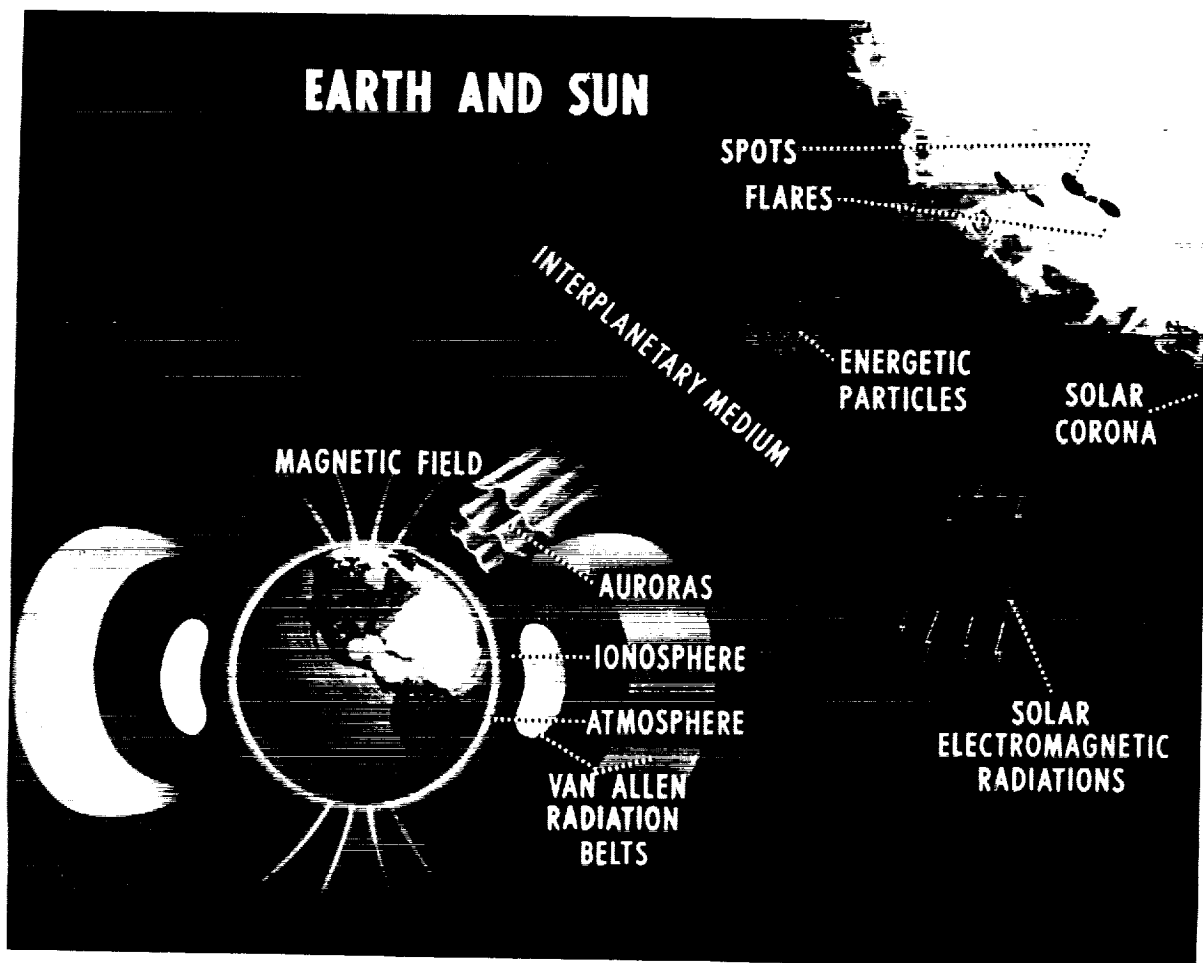 EARTH AND SUN
SPOTS
FLARES
INTERPLANETARY MEDIUM
ENERGETIC
PARTICLES
SOLAR
CORONA
MAGNETIC FIELD
AURORAS
IONOSPHERE
ATMOSPHERE
VAN ALLEN
RADIATION
BELTS
SOLAR
ELECTROMAGNETIC
RADIATIONS